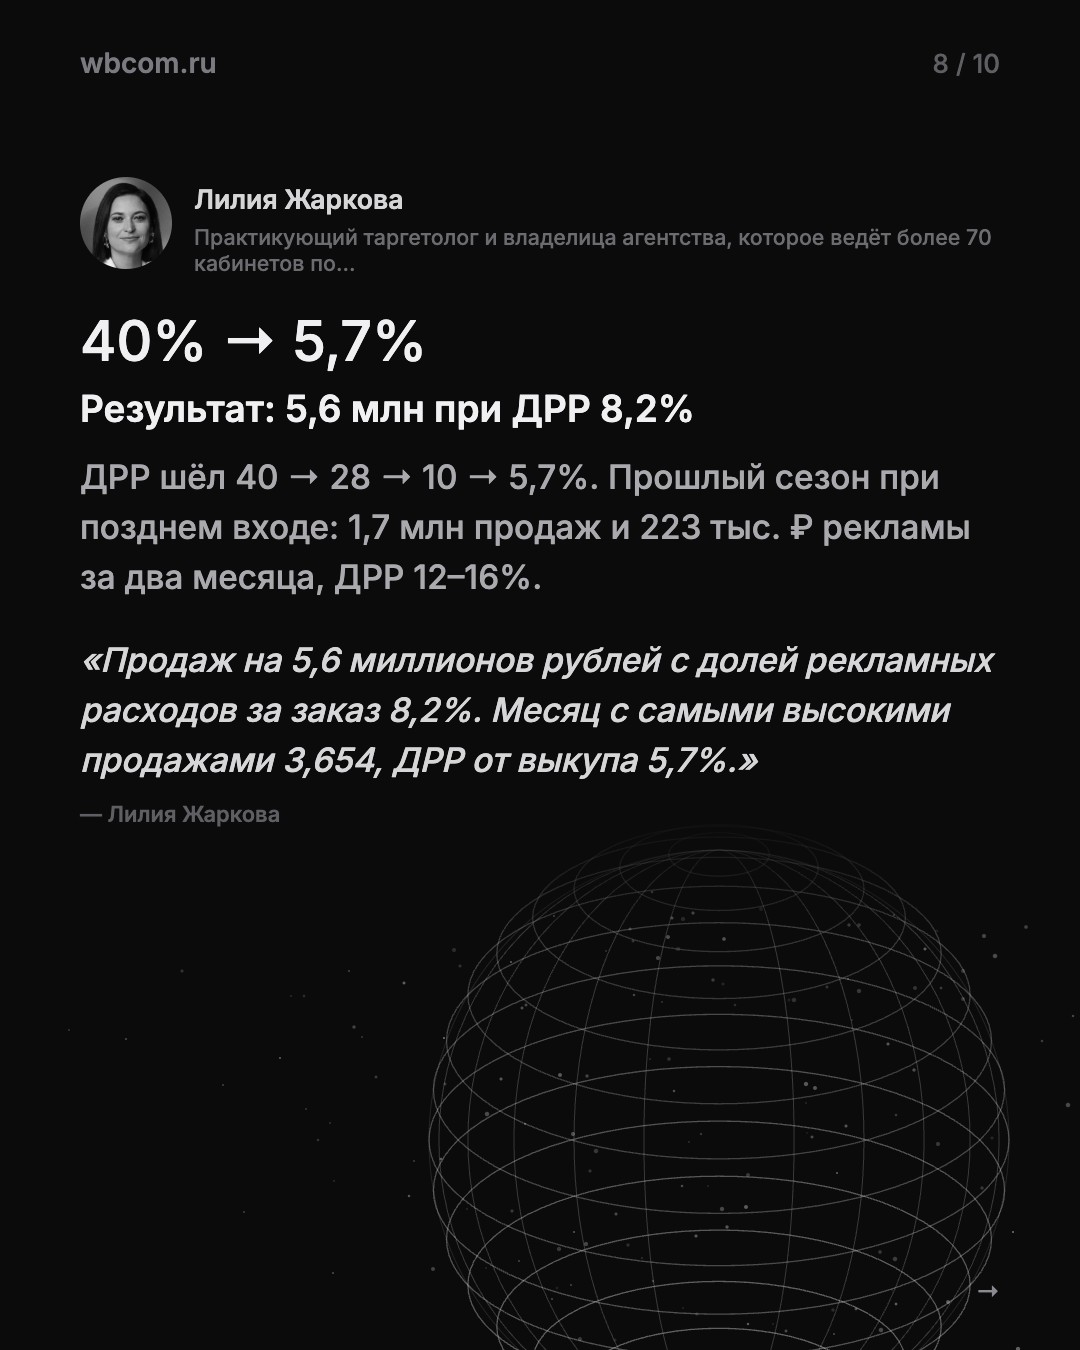 wbcom.ru
8 / 10
Лилия Жаркова
Практикующий таргетолог и владелица агентства, которое ведёт более 70
кабинетов по...
40% → 5,7%
Результат: 5,6 млн при ДРР 8,2%
ДРР шёл 40 → 28 → 10 → 5,7%. Прошлый сезон при
позднем входе: 1,7 млн продаж и 223 тыс. ₽ рекламы
за два месяца, ДРР 12–16%.
«Продаж на 5,6 миллионов рублей с долей рекламных
расходов за заказ 8,2%. Месяц с самыми высокими
продажами 3,654, ДРР от выкупа 5,7%.»
— Лилия Жаркова
→